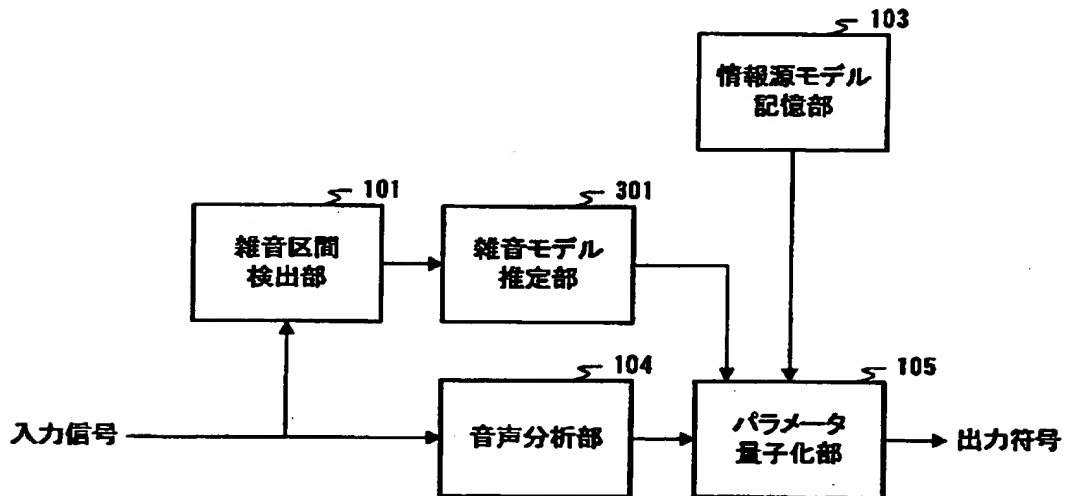 103
情報源モデル
記憶部
101
雑音区間
検出部
301
雑音モデル
推定部
104
音声分析部
105
パラメータ
量子化部
入力信号
出力符号